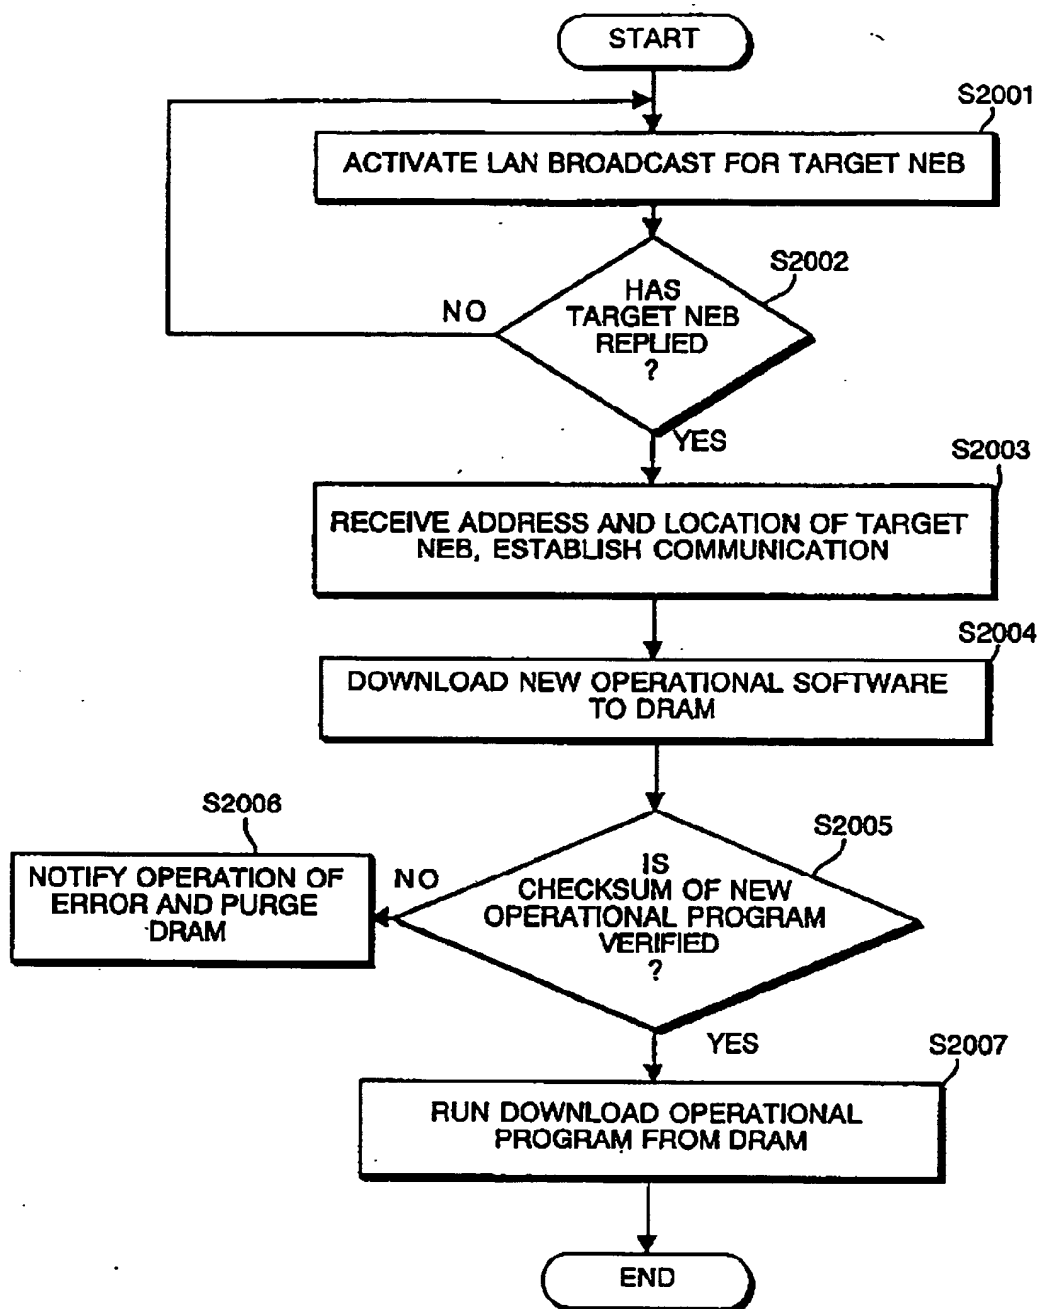 START
S2001
ACTIVATE LAN BROADCAST FOR TARGET NEB
S2002
HAS
TARGET NEB
REPLIED
?
NO
YES
S2003
RECEIVE ADDRESS AND LOCATION OF TARGET
NEB, ESTABLISH COMMUNICATION
S2004
DOWNLOAD NEW OPERATIONAL SOFTWARE
TO DRAM
S2005
IS
CHECKSUM OF NEW
OPERATIONAL PROGRAM
VERIFIED
?
NO
S2006
NOTIFY OPERATION OF
ERROR AND PURGE
DRAM
YES
S2007
RUN DOWNLOAD OPERATIONAL
PROGRAM FROM DRAM
END